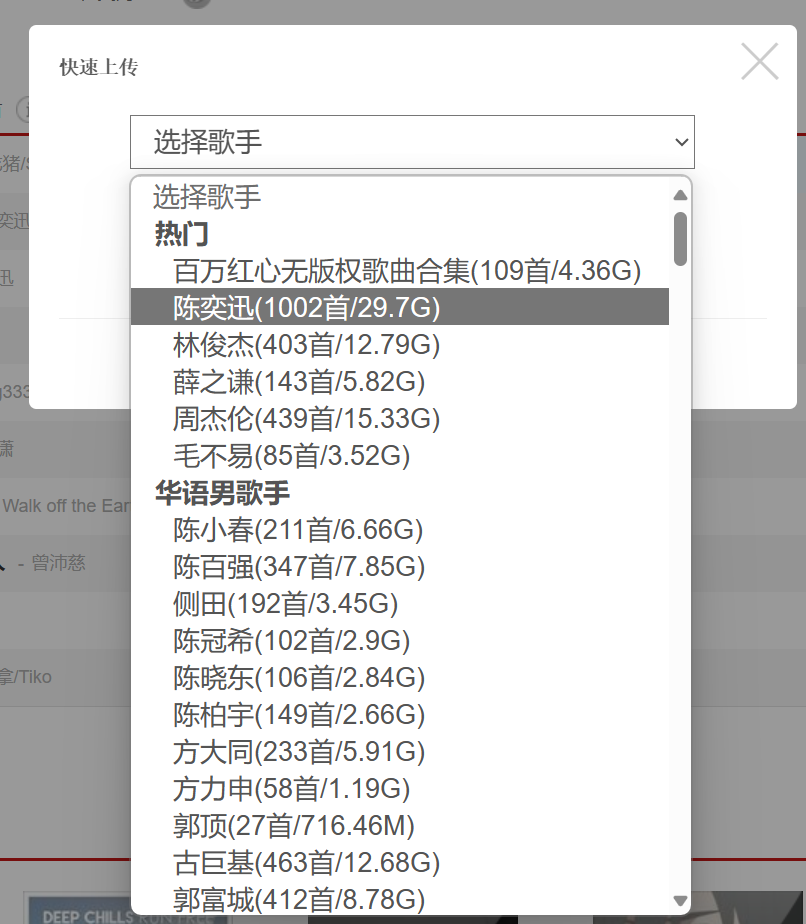 快速上传
选择歌手
选择歌手
热门
百万红心无版权歌曲合集(109首/4.36G)
陈奕迅(1002首/29.7G)
林俊杰(403首/12.79G)
薛之谦(143首/5.82G)
周杰伦(439首/15.33G)
毛不易(85首/3.52G)
华语男歌手
陈小春(211首/6.66G)
陈百强(347首/7.85G)
侧田(192首/3.45G)
陈冠希(102首/2.9G)
陈晓东(106首/2.84G)
陈柏宇(149首/2.66G)
方大同(233首/5.91G)
方力申(58首/1.19G)
郭顶(27首/716.46M)
古巨基(463首/12.68G)
郭富城(412首/8.78G)
猪/S
奕迅
迅
g333
潇
Walk off the Ear
- 曾沛慈
拿/Tiko
DEEP CHILLS RUN FREE